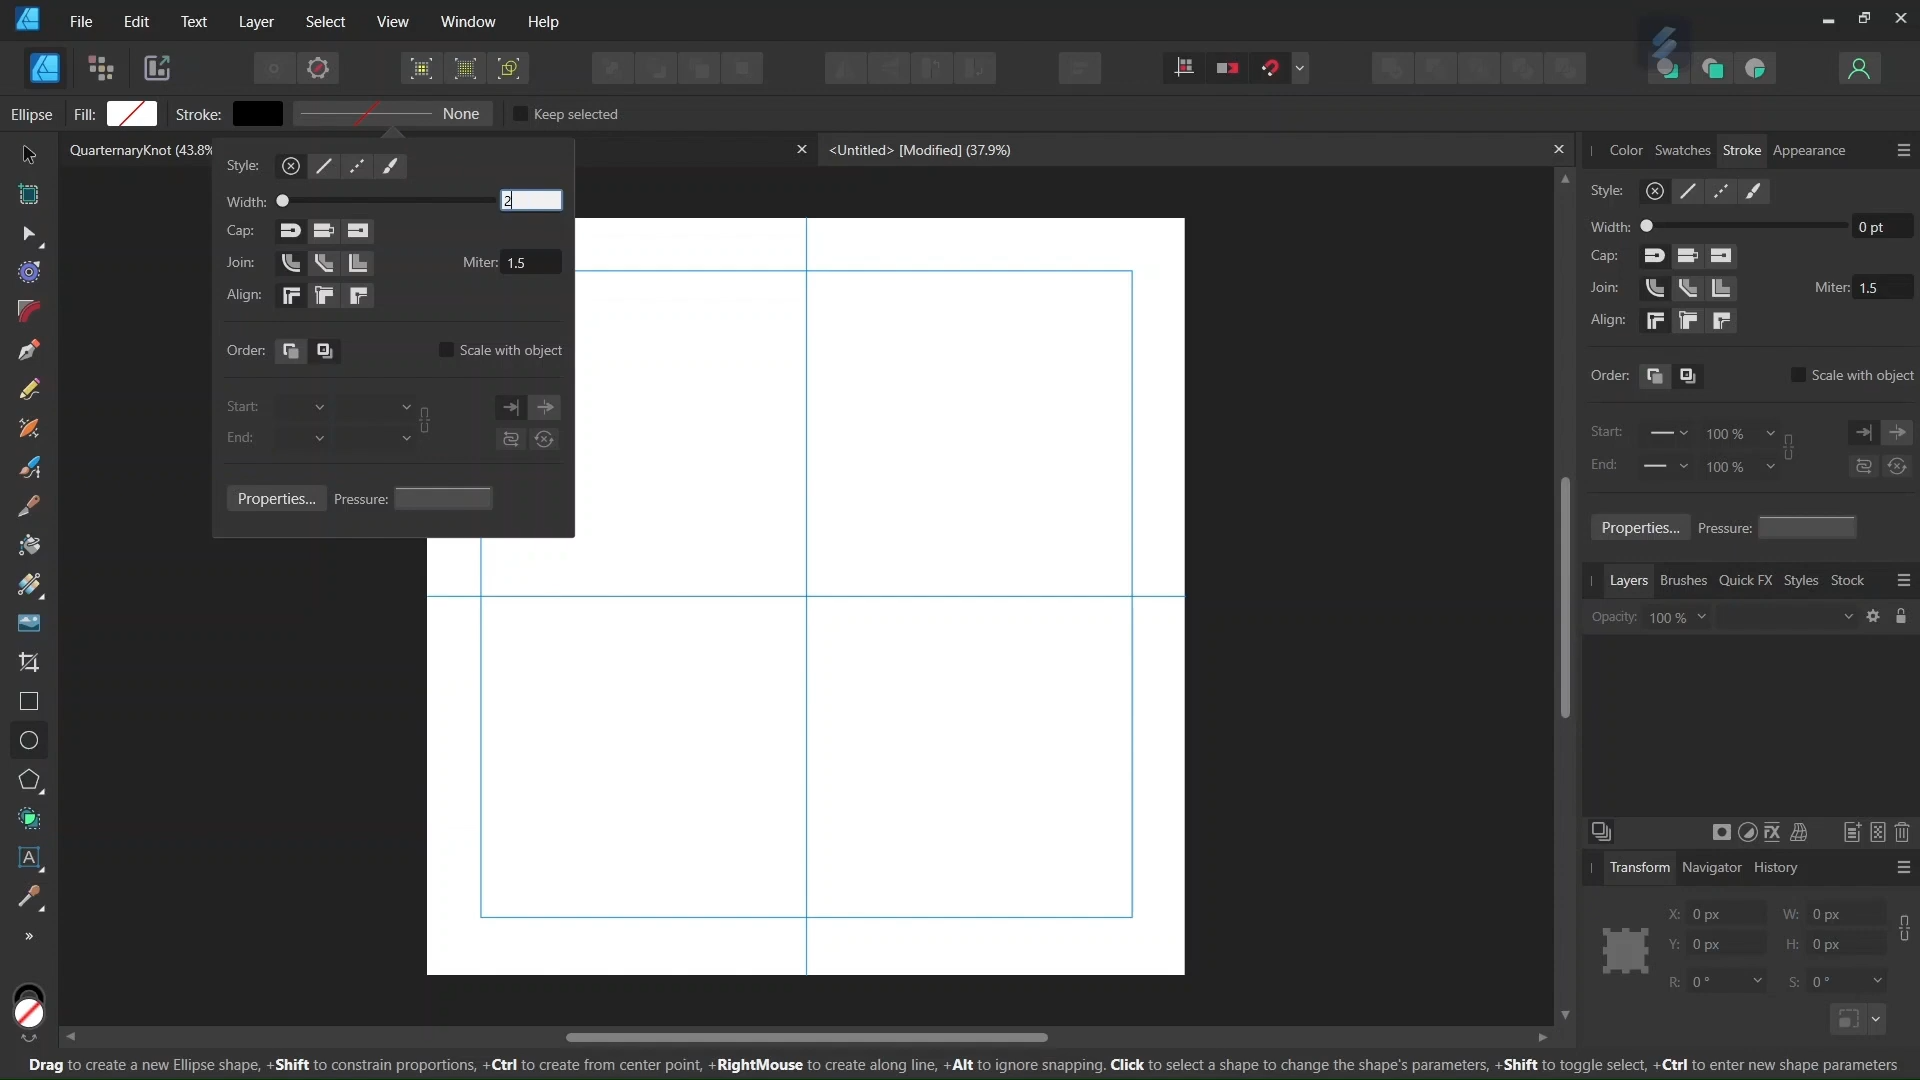 File Edit Text Layer Select View Window Help
Ellipse Fill: Stroke: None Keep selected
QuarternaryKnot (43.8%
<Untitled> [Modified] (37.9%)
Style:
Width: 2
Cap:
Join: Miter: 1.5
Align:
Order: Scale with object
Start:
End:
Properties... Pressure:
Color Swatches Stroke Appearance
Style:
Width: 0 pt
Cap:
Join: Miter: 1.5
Align:
Order: Scale with object
Start: 100 %
End: 100 %
Properties... Pressure:
Layers Brushes Quick FX Styles Stock
Opacity: 100 %
Transform Navigator History
X: 0 px W: 0 px
Y: 0 px H: 0 px
R: 0 ° S: 0 °
Drag to create a new Ellipse shape, +Shift to constrain proportions, +Ctrl to create from center point, +RightMouse to create along line, +Alt to ignore snapping. Click to select a shape to change the shape's parameters, +Shift to toggle select, +Ctrl to enter new shape parameters